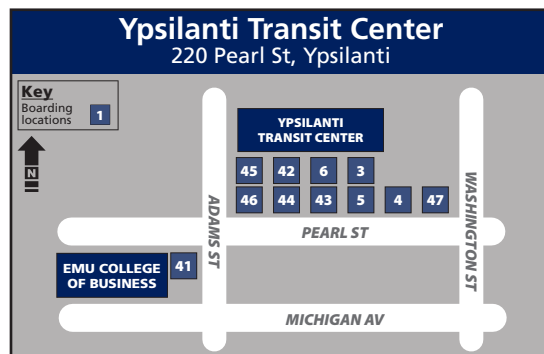 Ypsilanti Transit Center
220 Pearl St, Ypsilanti
Key
Boarding
locations
1
N
YPSILANTI
TRANSIT CENTER
45 42 6 3
46 44 43 5 4 47
ADAMS ST
WASHINGTON ST
PEARL ST
EMU COLLEGE
OF BUSINESS
41
MICHIGAN AV